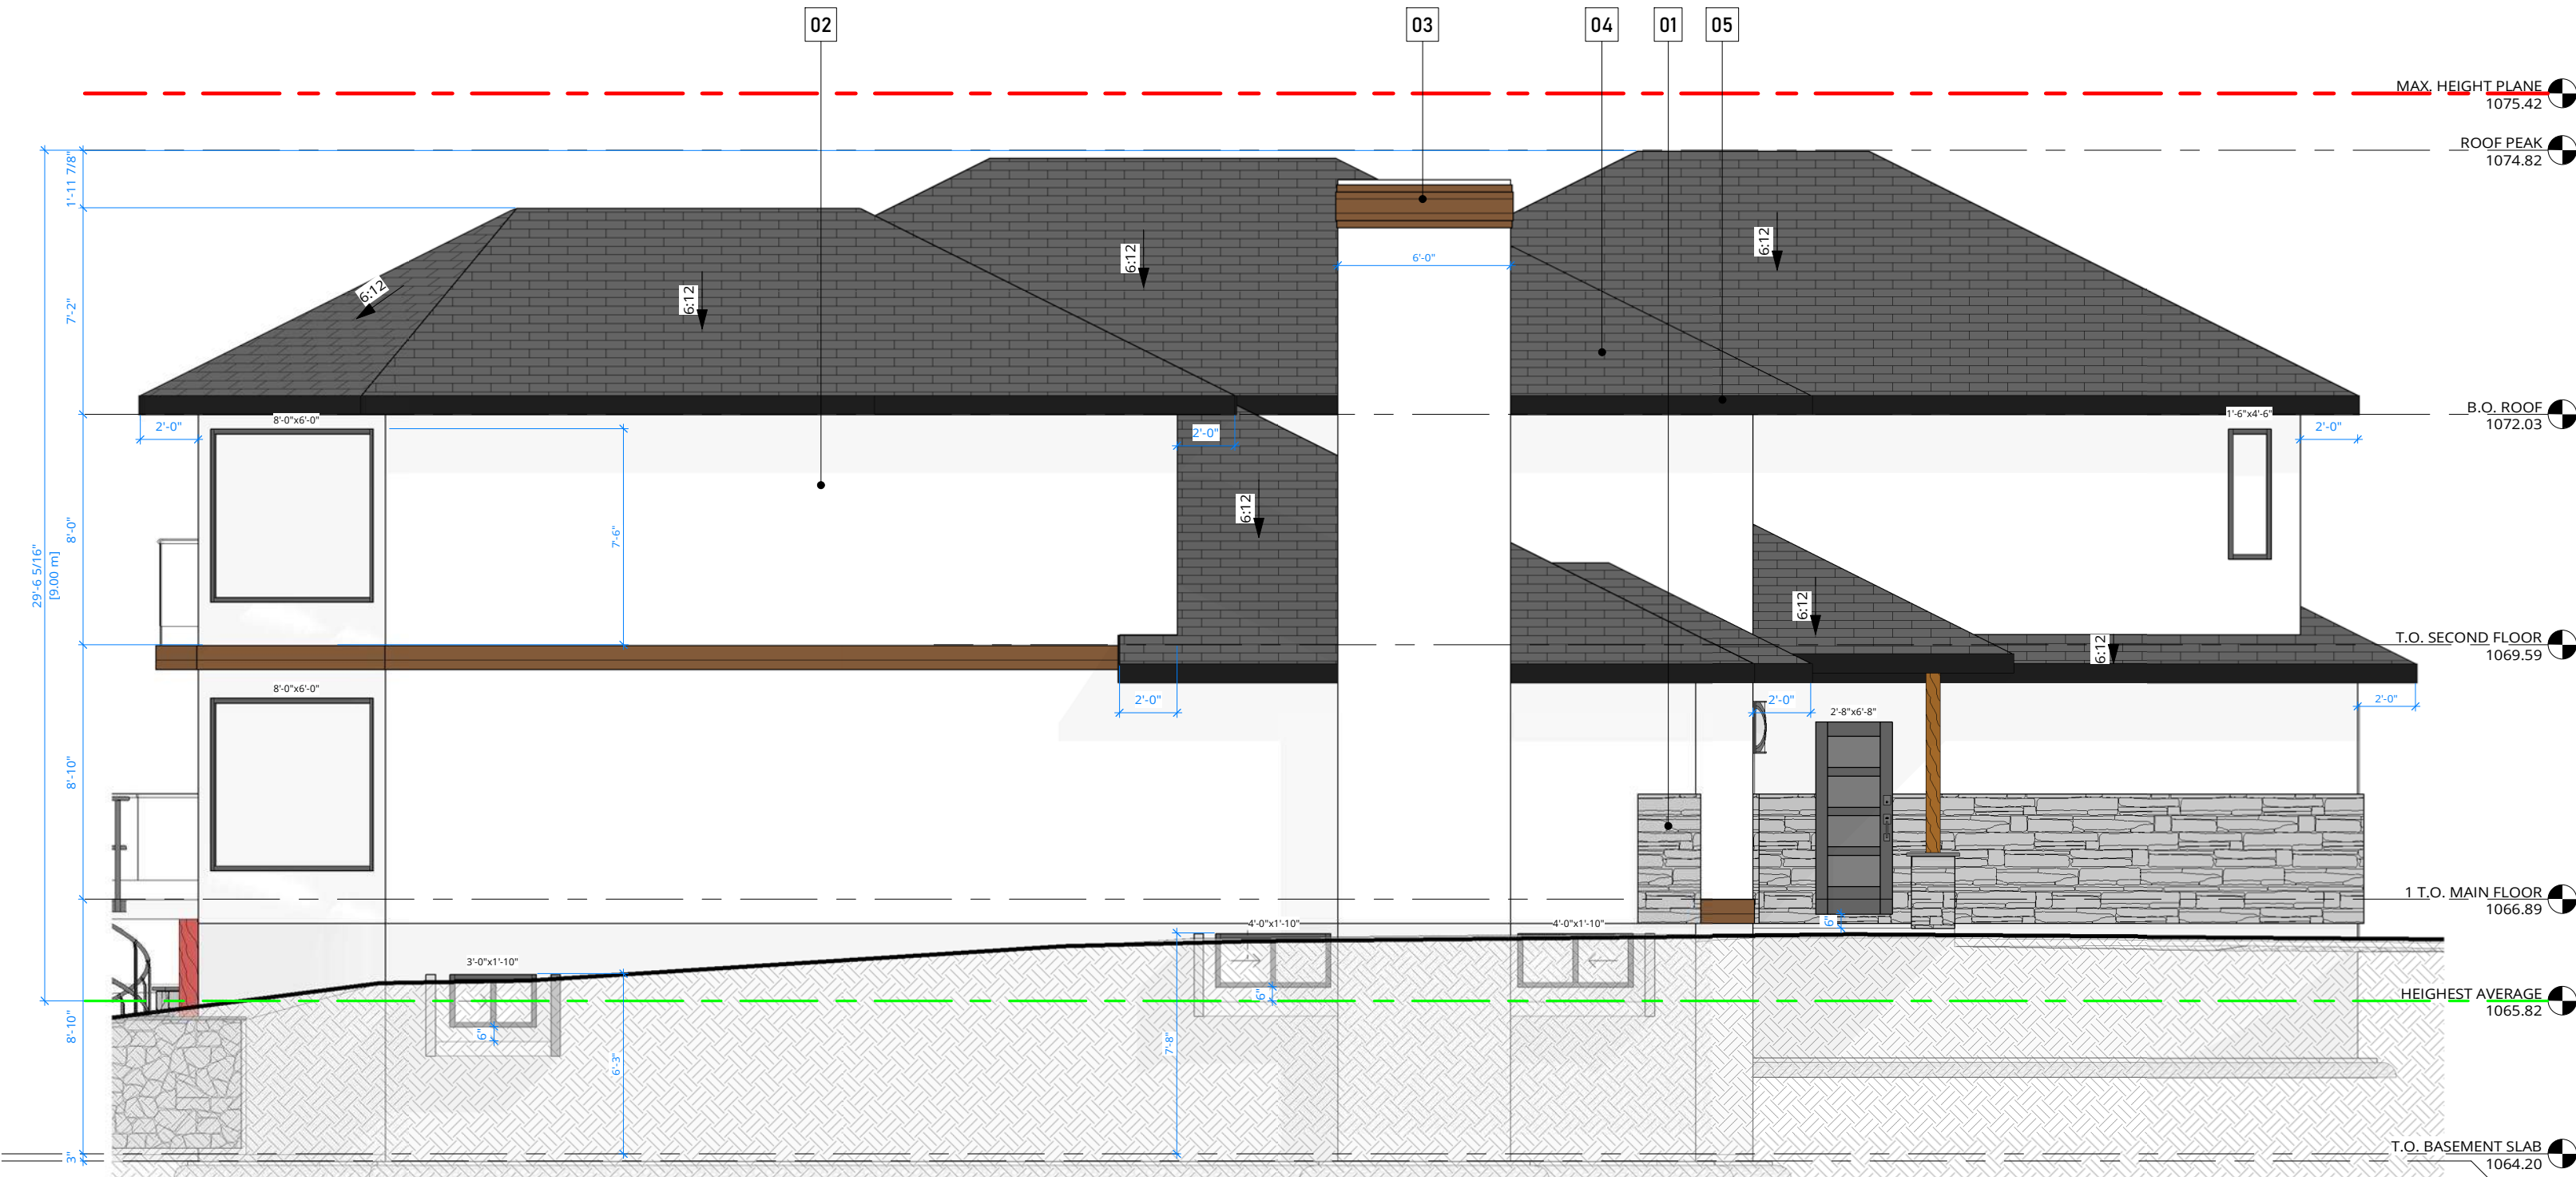 02
03
04
01
05
MAX. HEIGHT PLANE
1075.42
ROOF PEAK
1074.82
1'-11 7/8"
6:12
6:12
6:12
6:12
6'-0"
7'-2"
B.O. ROOF
1072.03
2'-0"
8'-0"x6'-0"
2'-0"
1'-6"x4'-6"
2'-0"
6:12
8'-0"
7'-6"
29'-6 5/16"
[9.00 m]
6:12
6:12
T.O. SECOND FLOOR
1069.59
8'-0"x6'-0"
2'-0"
2'-0"
2'-0"
2'-8"x6'-8"
8'-10"
1 T.O. MAIN FLOOR
1066.89
6"
4'-0"x1'-10"
4'-0"x1'-10"
3'-0"x1'-10"
HEIGHEST AVERAGE
1065.82
6"
6"
8'-10"
7'-8"
6'-3"
3"
T.O. BASEMENT SLAB
1064.20